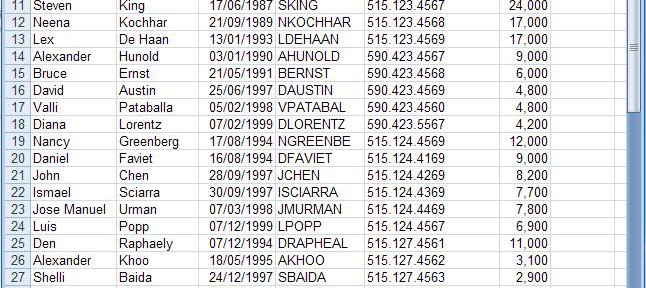 11 Steven King 17/06/1987 SKING 515.123.4567 24,000
12 Neena Kochhar 21/09/1989 NKOCHHAR 515.123.4568 17,000
13 Lex De Haan 13/01/1993 LDEHAAN 515.123.4569 17,000
14 Alexander Hunold 03/01/1990 AHUNOLD 590.423.4567 9,000
15 Bruce Ernst 21/05/1991 BERNST 590.423.4568 6,000
16 David Austin 25/06/1997 DAUSTIN 590.423.4569 4,800
17 Valli Pataballa 05/02/1998 VPATABAL 590.423.4560 4,800
18 Diana Lorentz 07/02/1999 DLORENTZ 590.423.5567 4,200
19 Nancy Greenberg 17/08/1994 NGREENBE 515.124.4569 12,000
20 Daniel Faviet 16/08/1994 DFAVIET 515.124.4169 9,000
21 John Chen 28/09/1997 JCHEN 515.124.4269 8,200
22 Ismael Sciarra 30/09/1997 ISCIARRA 515.124.4369 7,700
23 Jose Manuel Urman 07/03/1998 JMURMAN 515.124.4469 7,800
24 Luis Popp 07/12/1999 LPOPP 515.124.4567 6,900
25 Den Raphaely 07/12/1994 DRAPHEAL 515.127.4561 11,000
26 Alexander Khoo 18/05/1995 AKHOO 515.127.4562 3,100
27 Shelli Baida 24/12/1997 SBAIDA 515.127.4563 2,900